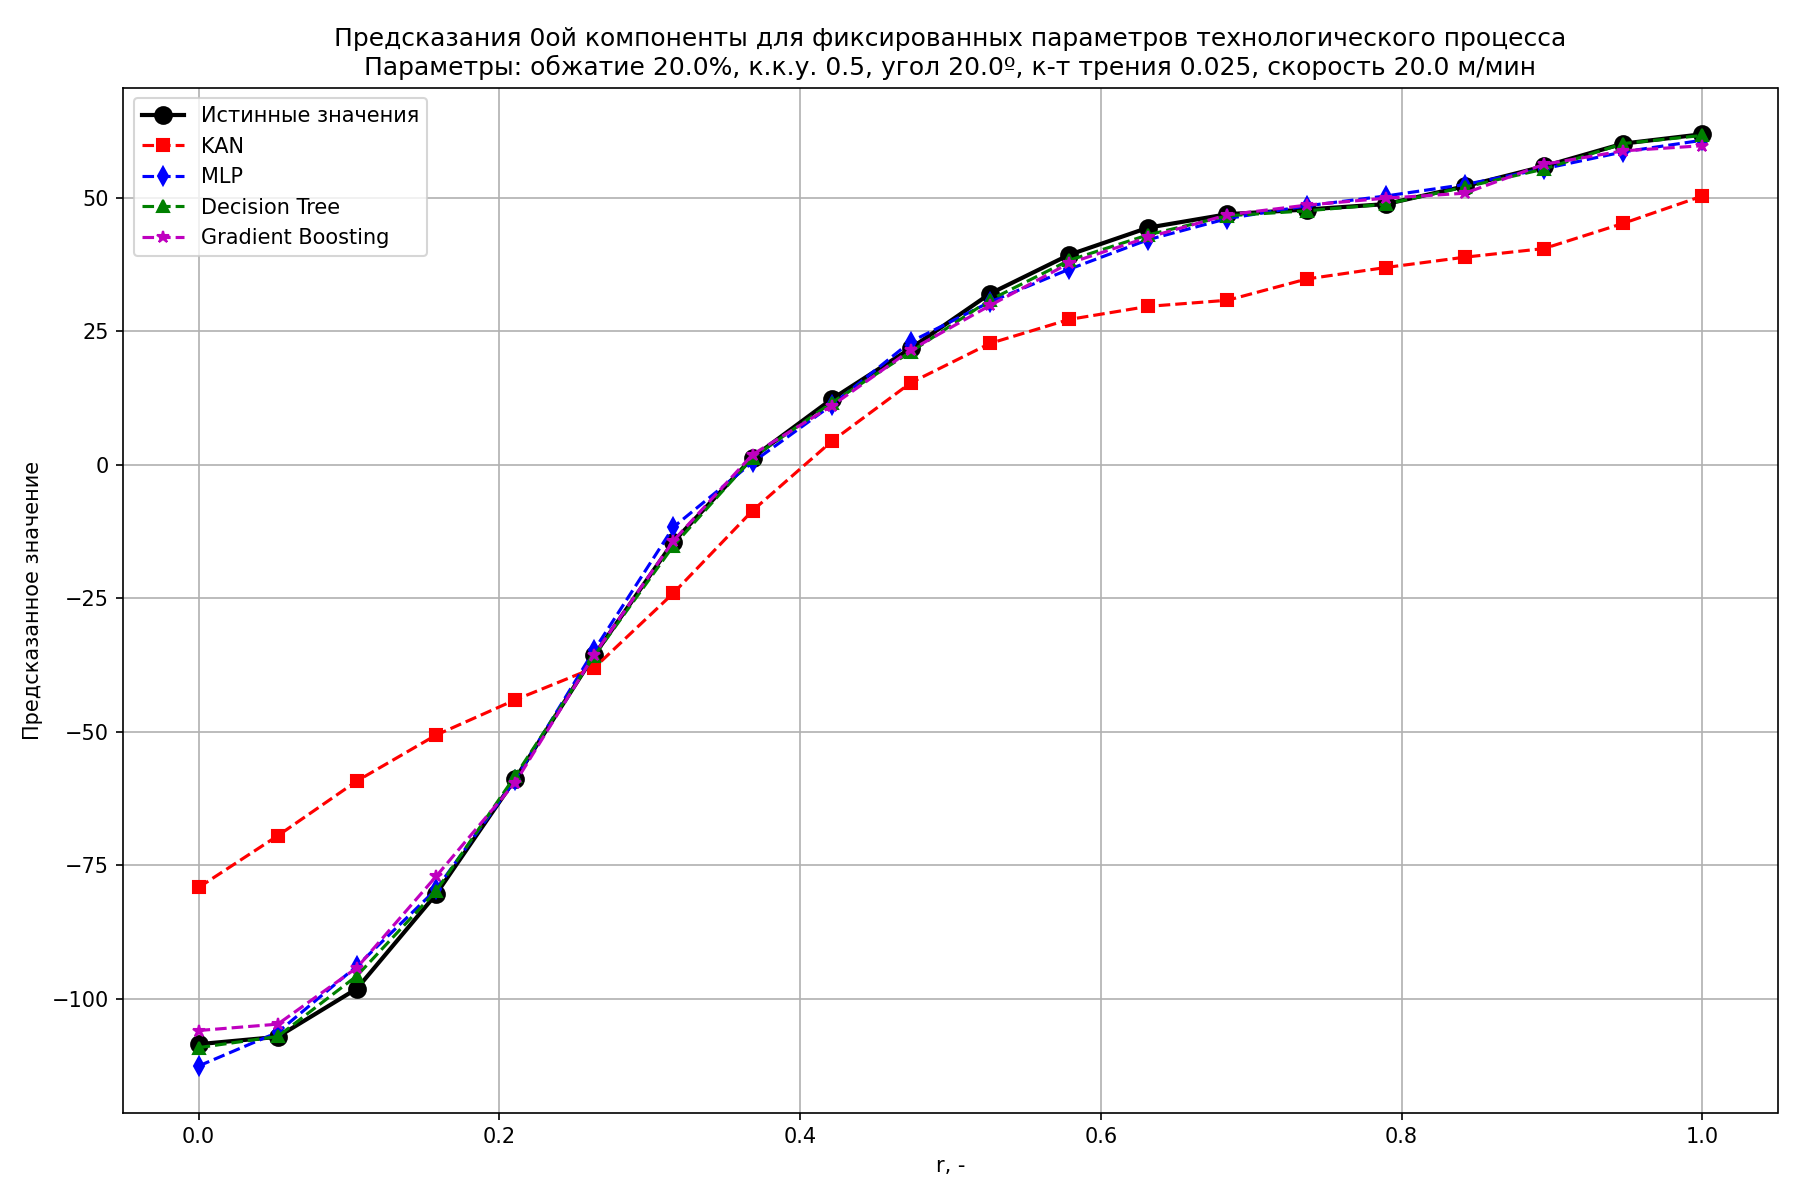 Предсказания 0ой компоненты для фиксированных параметров технологического процесса
Параметры: обжатие 20.0%, к.к.у. 0.5, угол 20.0º, к-т трения 0.025, скорость 20.0 м/мин
Истинные значения
KAN
MLP
Decision Tree
Gradient Boosting
Предсказанное значение
50
25
0
−25
−50
−75
−100
0.0
0.2
0.4
0.6
0.8
1.0
r, -